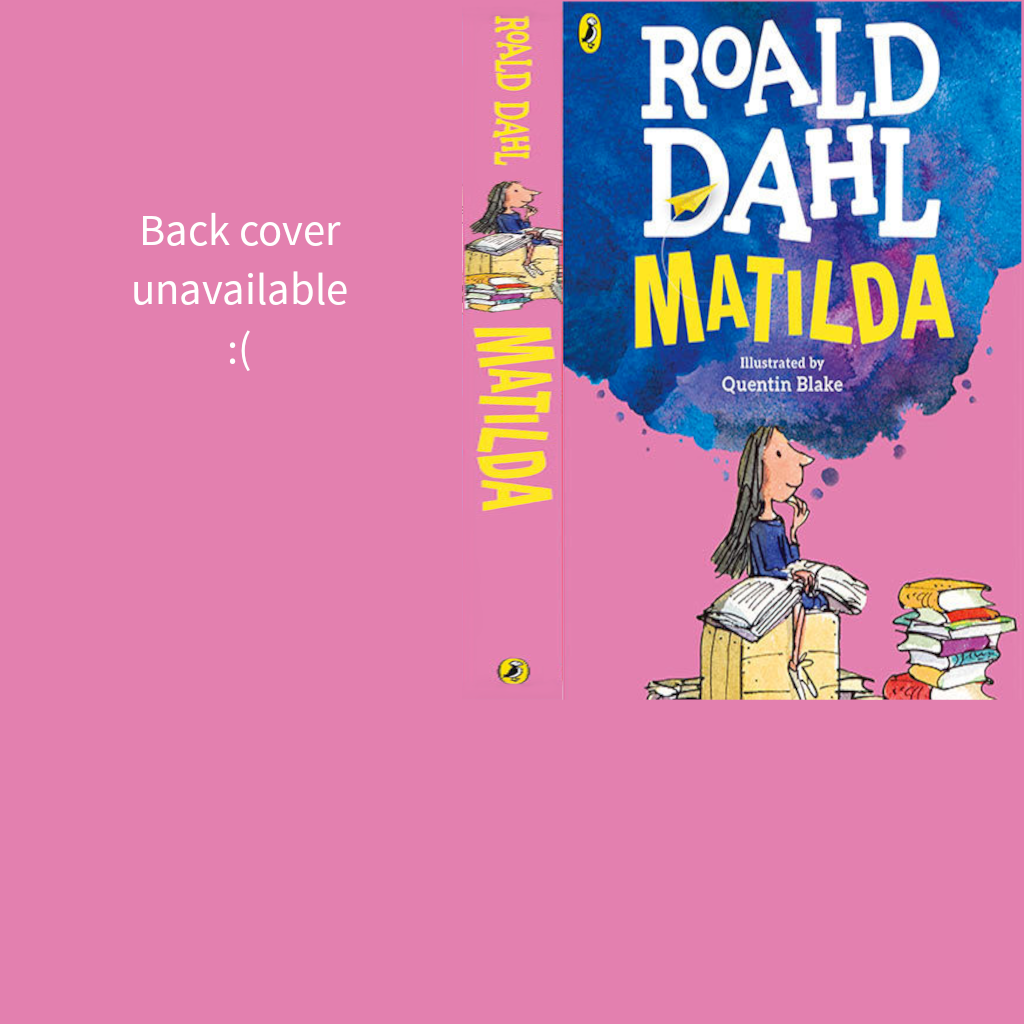 Back cover
unavailable
:(
ROALD DAHL
MATILDA
ROALD
DAHL
MATILDA
Illustrated by
Quentin Blake